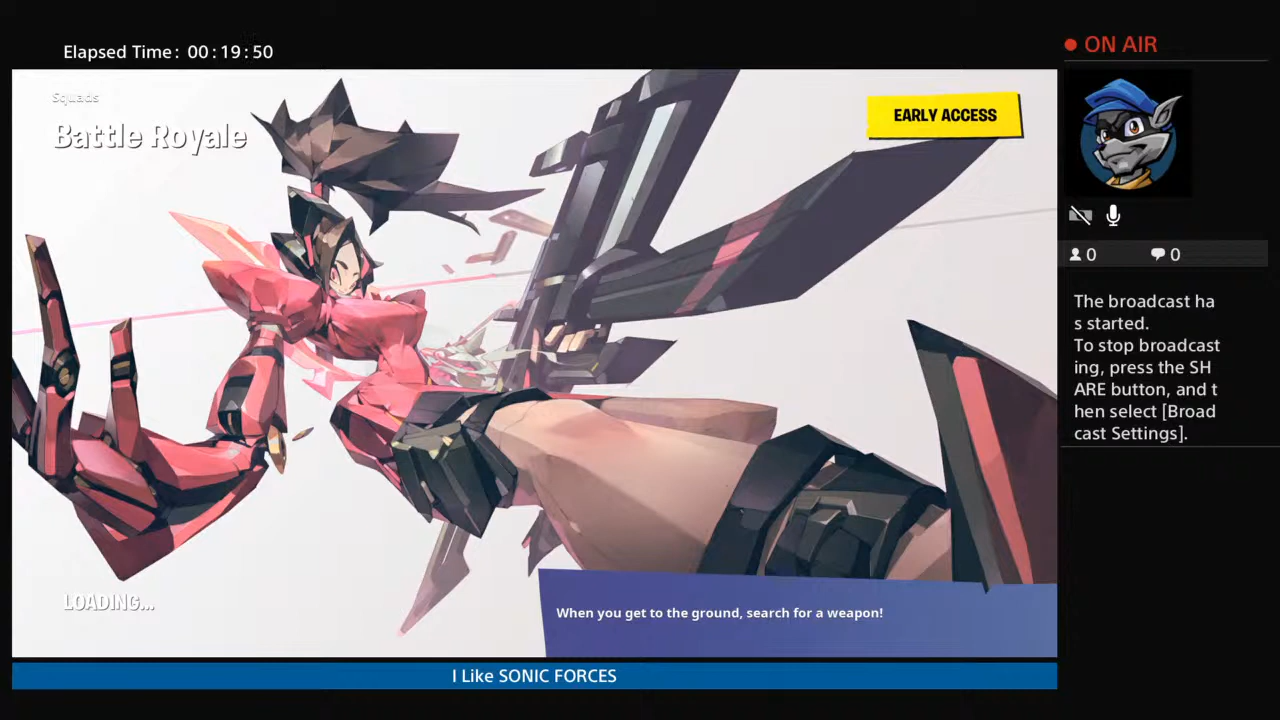 Elapsed Time: 00:19:50
ON AIR
Squads
Battle Royale
EARLY ACCESS
0
0
The broadcast ha
s started.
To stop broadcast
ing, press the SH
ARE button, and t
hen select [Broad
cast Settings].
LOADING...
When you get to the ground, search for a weapon!
I Like SONIC FORCES